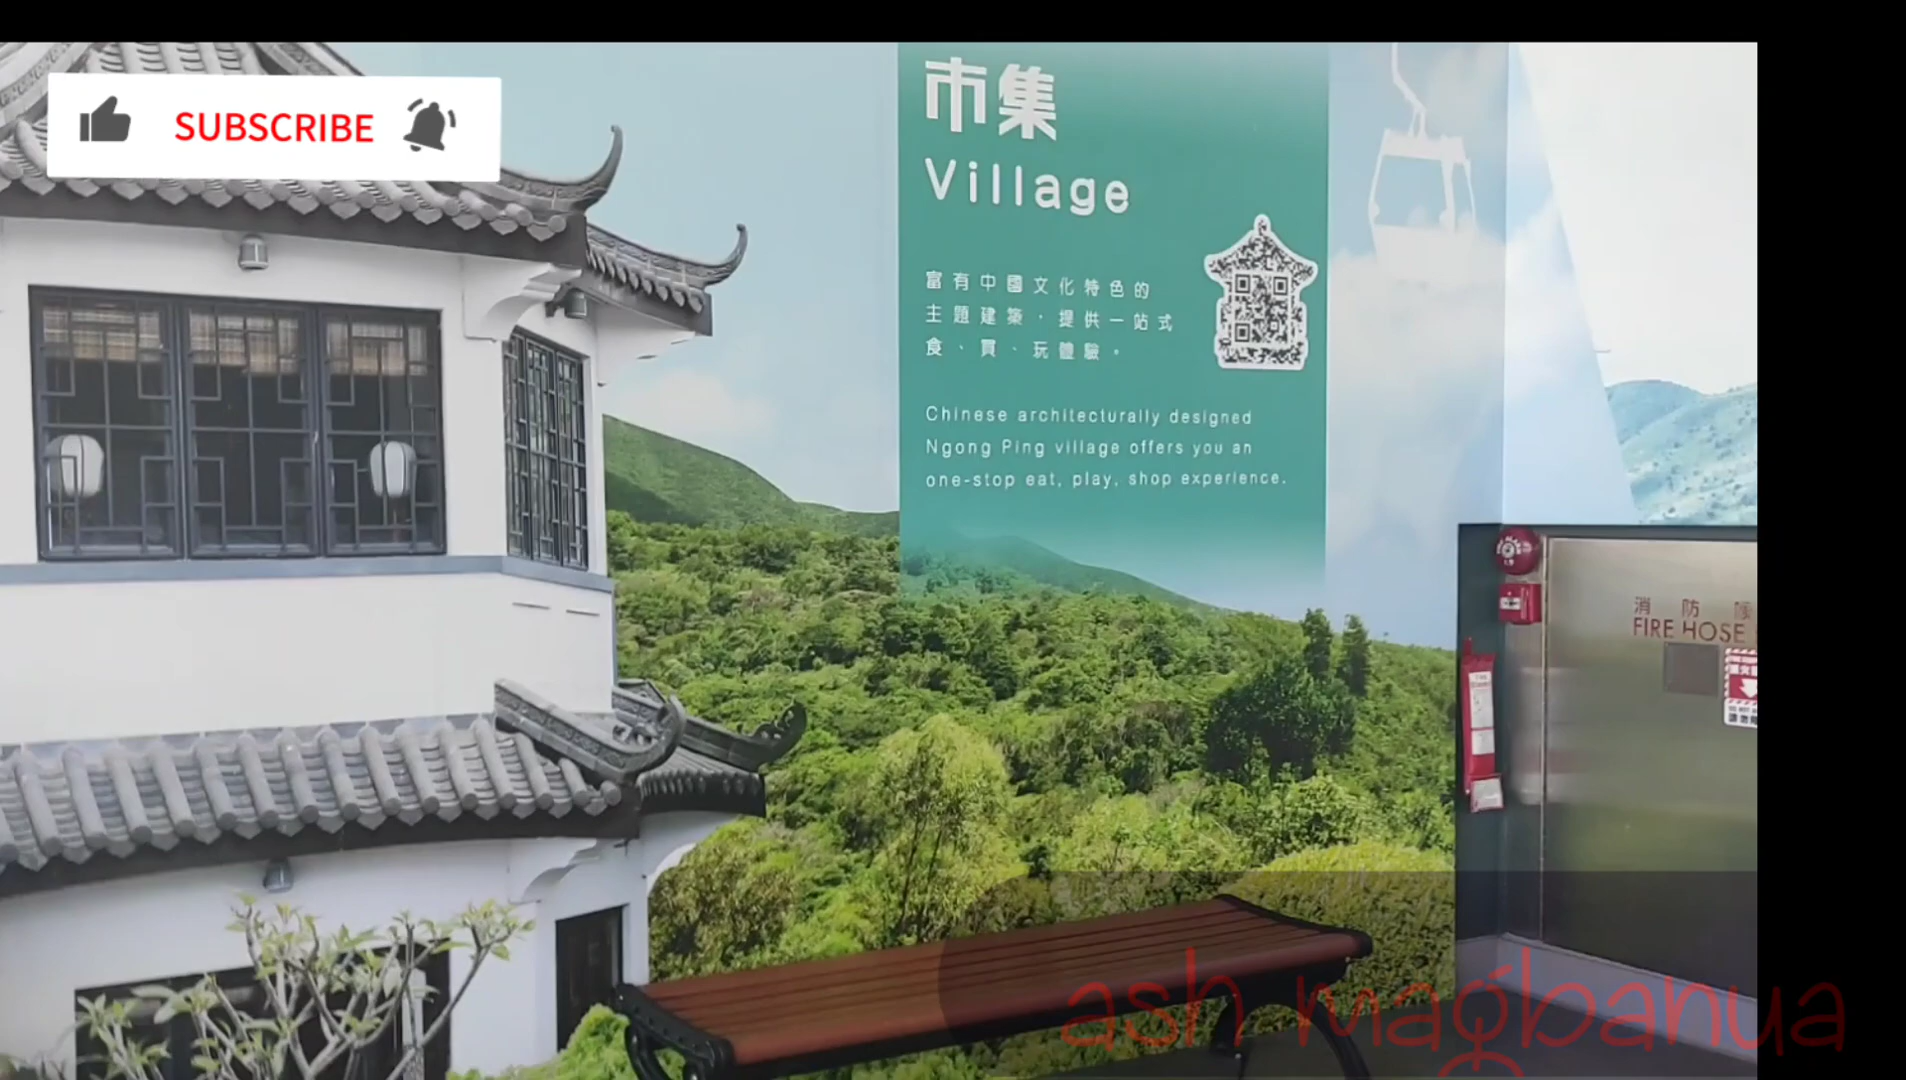 SUBSCRIBE
市集
Village
富有中國文化特色的
主題建築，提供一站式
食、買、玩體驗。
Chinese architecturally designed
Ngong Ping village offers you an
one-stop eat, play, shop experience.
消防喉
FIRE HOSE
ash magbanua